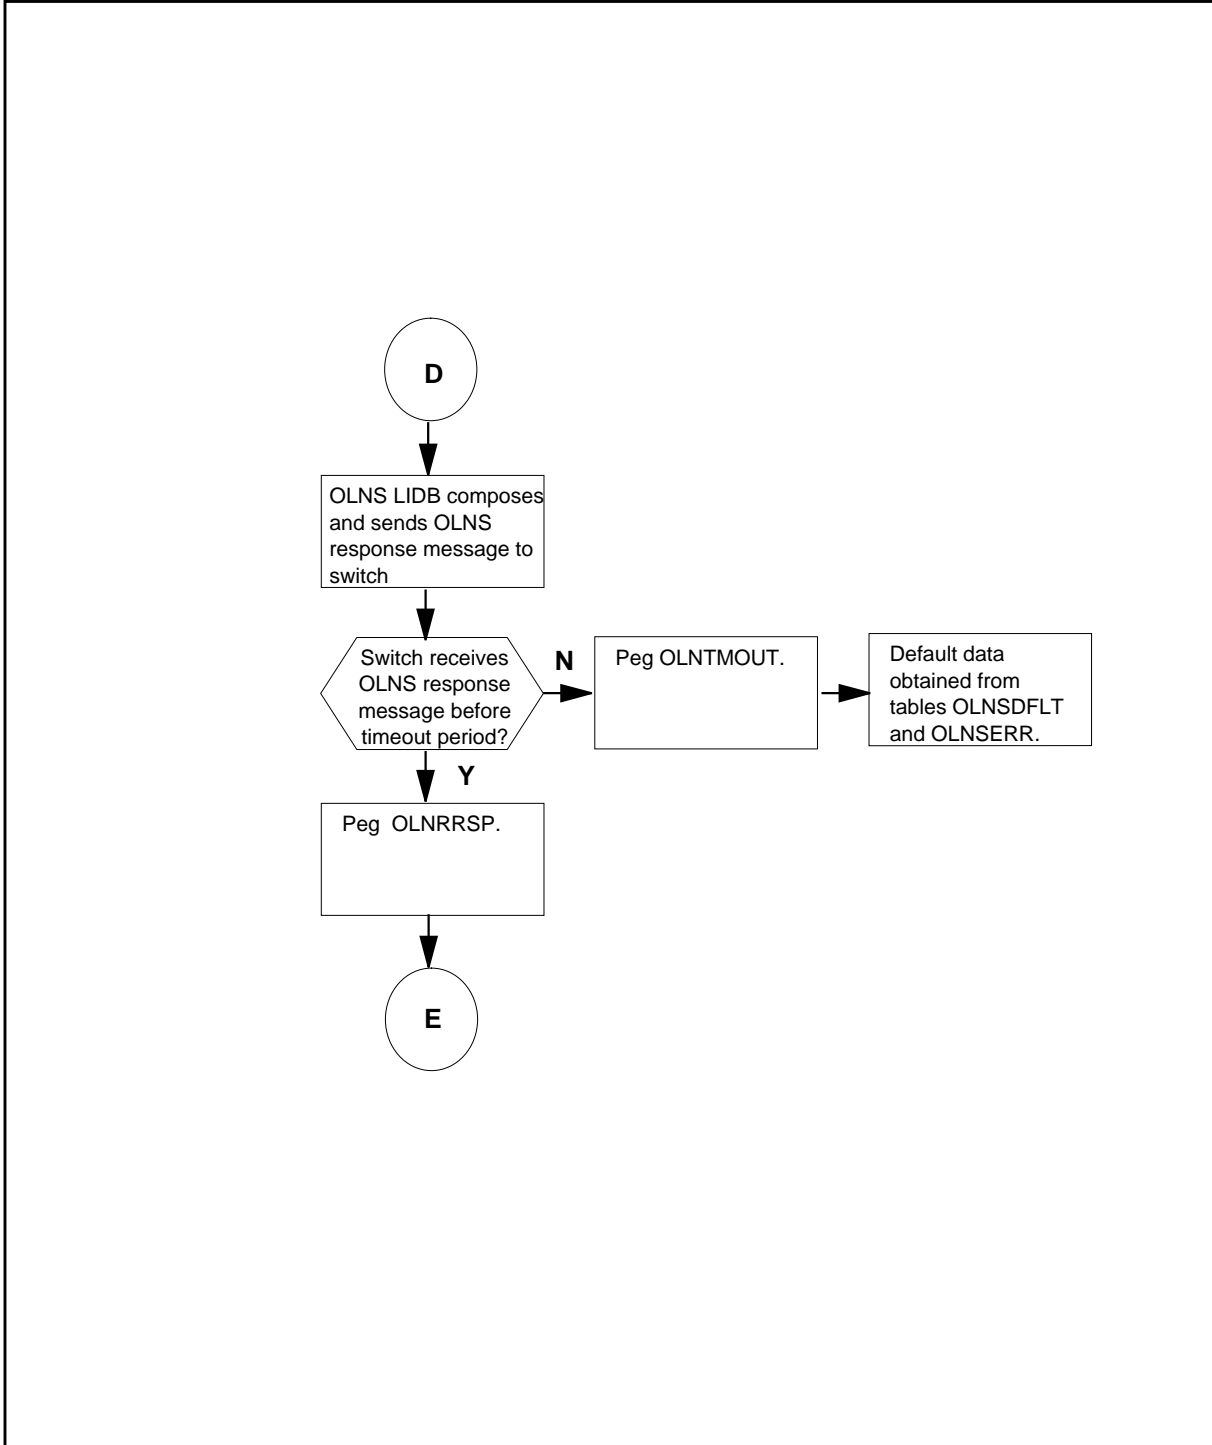 D
OLNS LIDB composes
and sends OLNS
response message to
switch
Switch receives
OLNS response
message before
timeout period?
N
Peg OLNTMOUT.
Default data
obtained from
tables OLNSDFLT
and OLNSERR.
Y
Peg OLNRRSP.
E